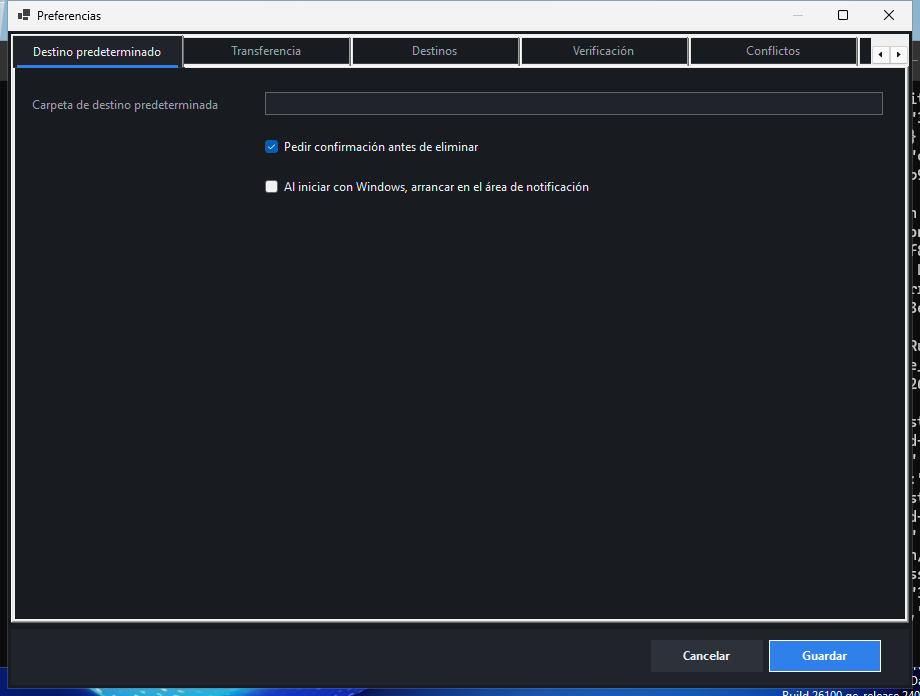 Preferencias
Destino predeterminado
Transferencia
Destinos
Verificación
Conflictos
Carpeta de destino predeterminada
Pedir confirmación antes de eliminar
Al iniciar con Windows, arrancar en el área de notificación
Cancelar
Guardar